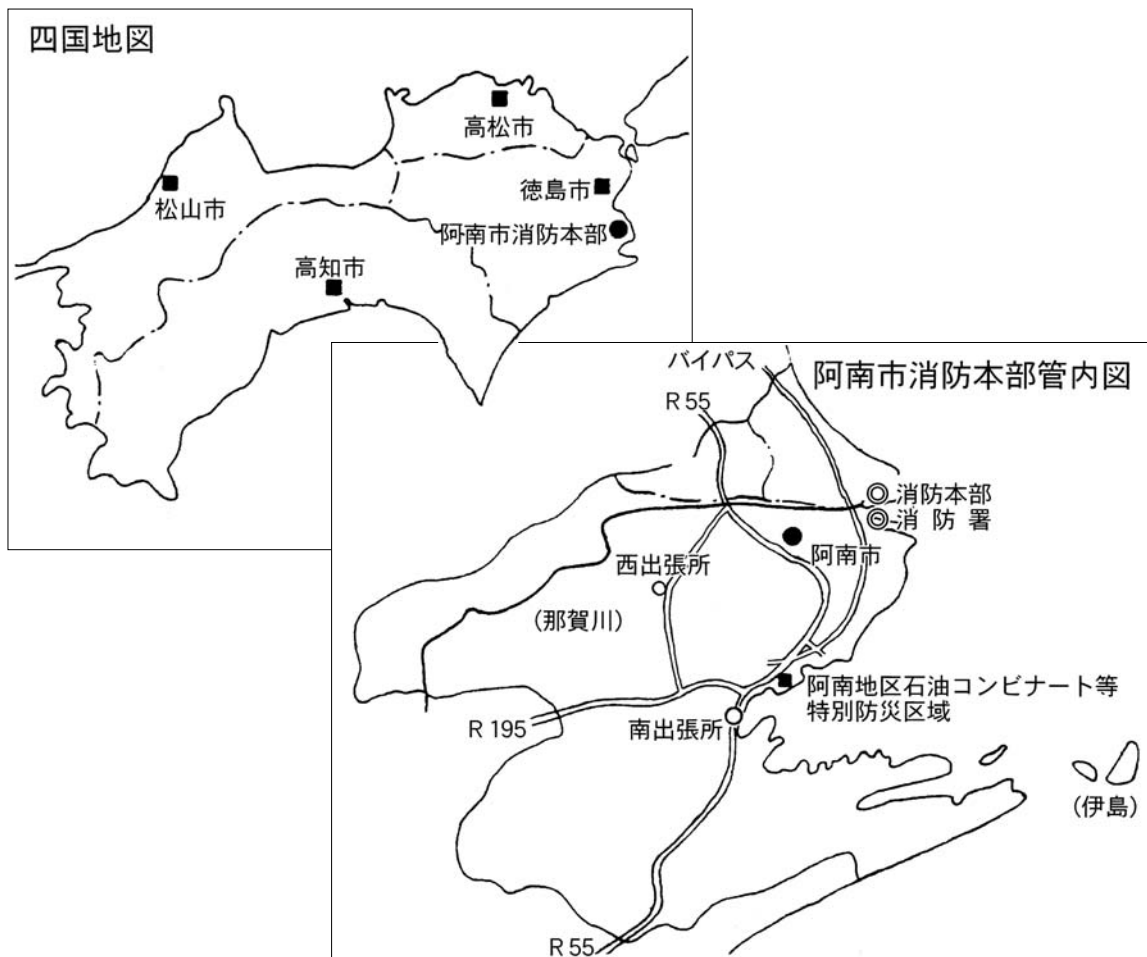 四国地図
高松市
徳島市
松山市
阿南市消防本部
高知市
バイパス
阿南市消防本部管内図
R 55
消防本部
消 防 署
阿南市
西出張所
(那賀川)
阿南地区石油コンビナート等
特別防災区域
R 195
南出張所
(伊島)
R 55